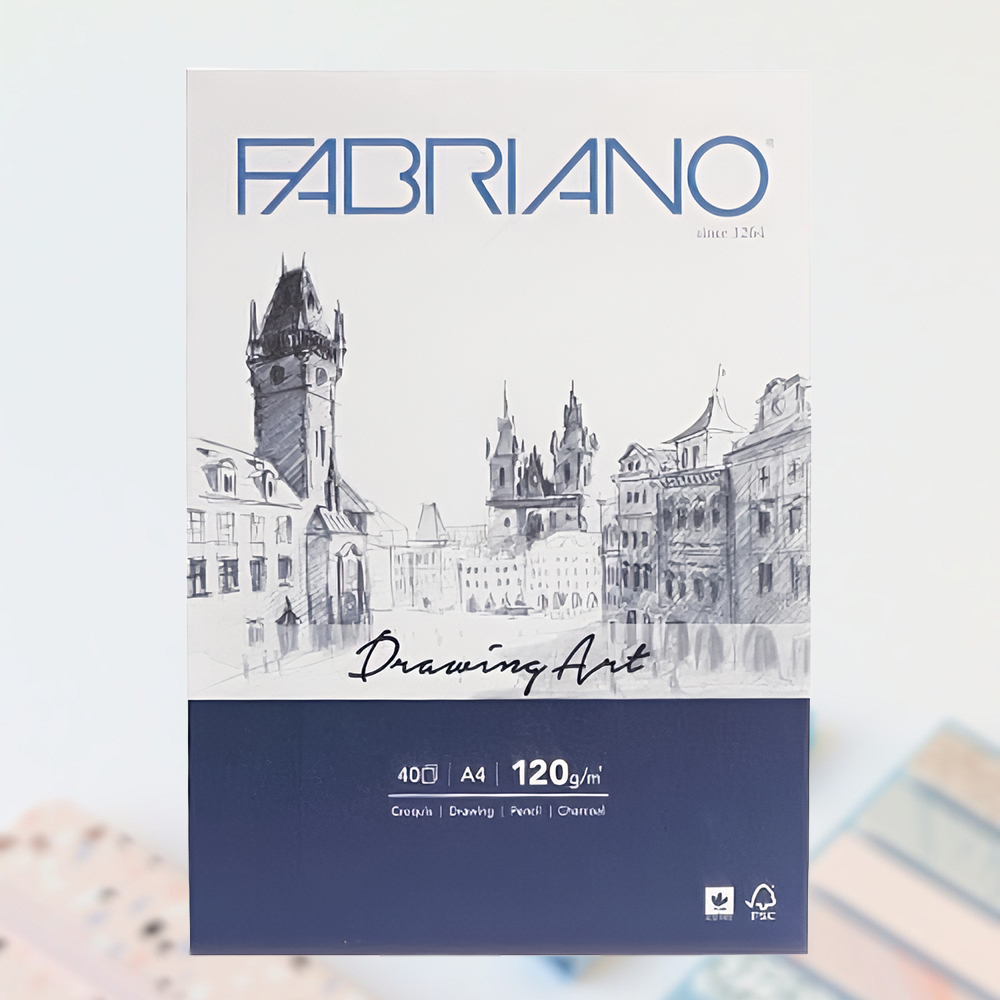 FABRIANO
since 1264
Drawing Art
40 | A4 | 120g/m²
Croquis | Drawing | Pencil | Charcoal
FSC